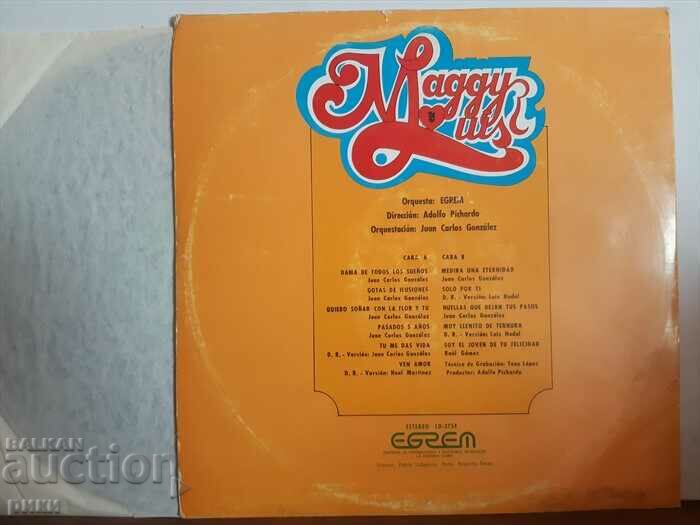 Maggy
y
Luis
Orquesta: EGREM
Dirección: Adolfo Pichardo
Orquestación: Juan Carlos González
CARA A
DAMA DE TODOS LOS SUEÑOS
Juan Carlos González
GOTAS DE ILUSIONES
Juan Carlos González
QUIERO SOÑAR CON LA FLOR Y TU
Juan Carlos González
PASADOS 5 AÑOS
Juan Carlos González
TU ME DAS VIDA
D. R. - Versión: Juan Carlos González
VEN AMOR
D. R. - Versión: Noel Martínez
CARA B
MEDIRA UNA ETERNIDAD
Juan Carlos González
SOLO POR TI
D. R. - Versión: Luis Nodal
HUELLAS QUE DEJAN TUS PASOS
Juan Carlos González
MUY LLENITO DE TERNURA
D. R. - Versión: Luis Nodal
SOY EL JOVEN DE TU FELICIDAD
Raúl Gómez
Técnico de Grabación: Tony López
Productor: Adolfo Pichardo
ESTEREO LD-3754
EGREM
БАЛКАН
auction
рики